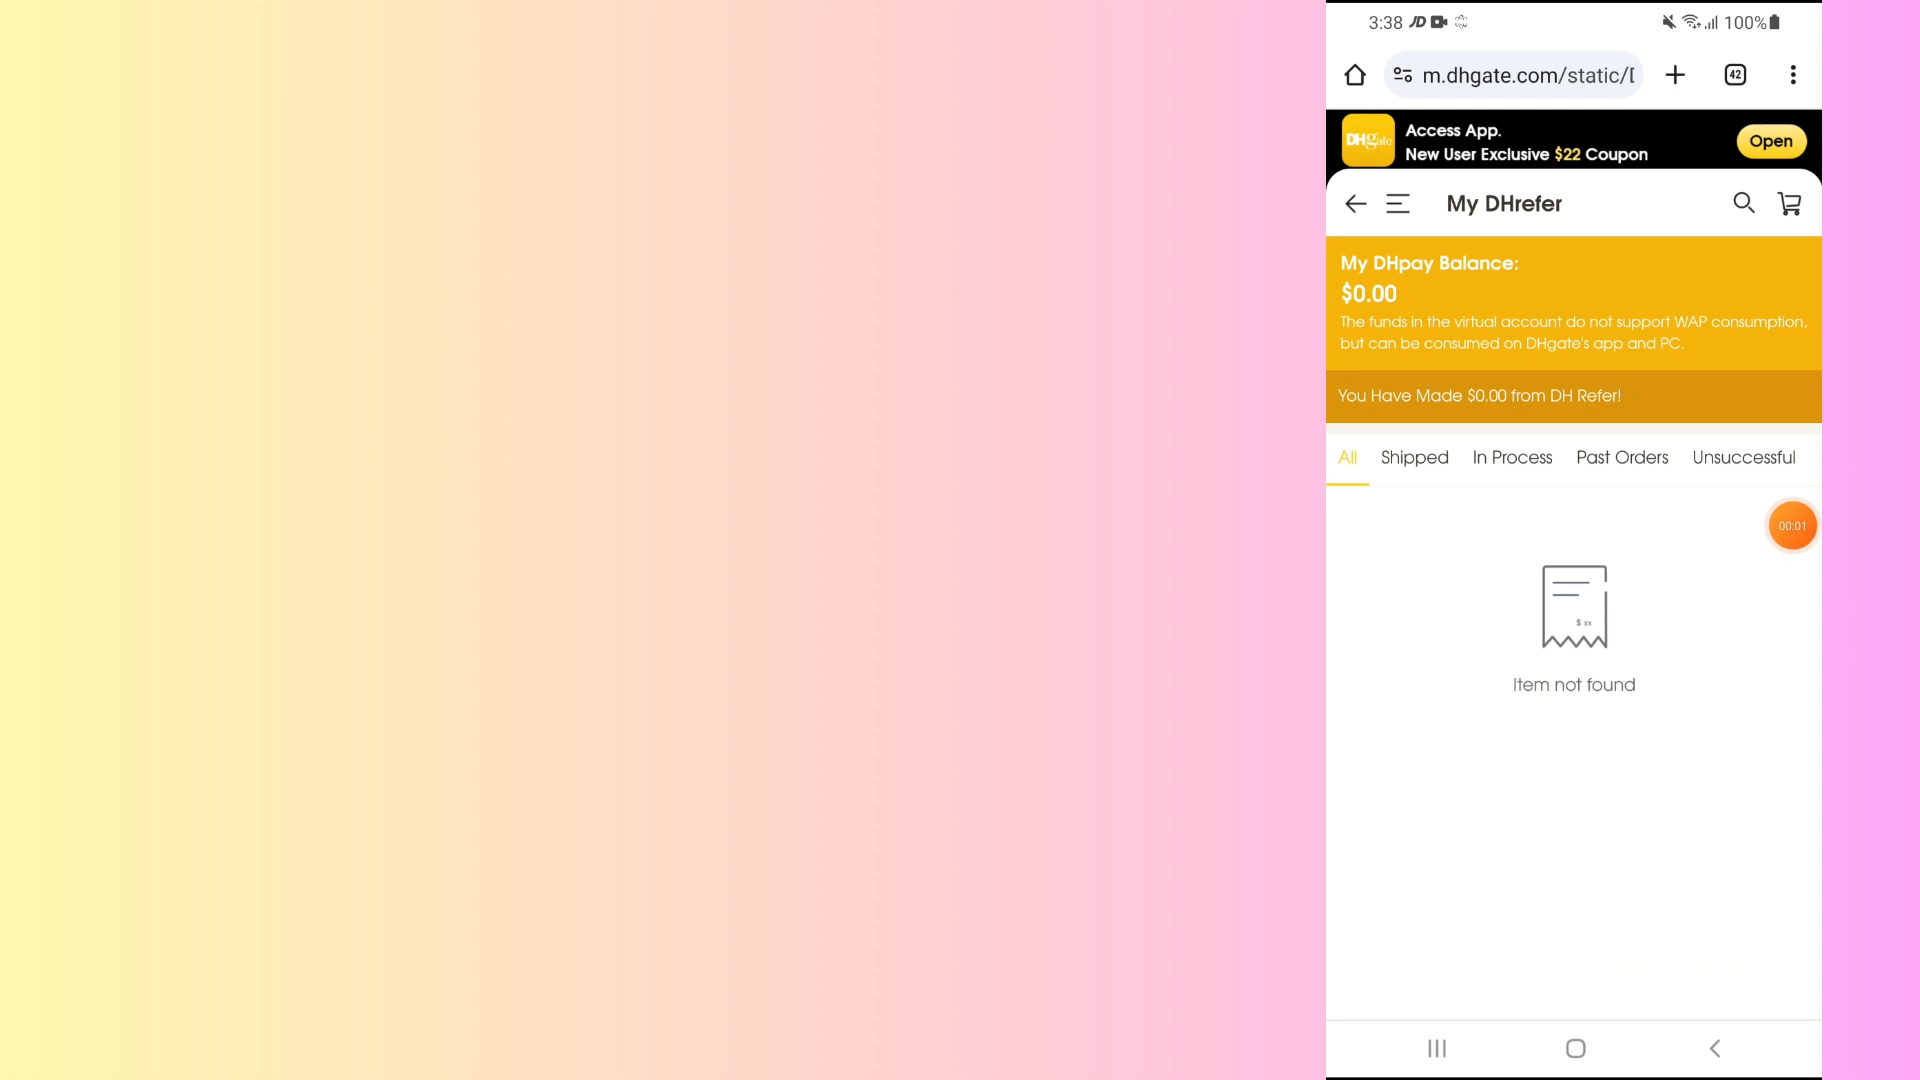 3:38 JD 100%
m.dhgate.com/static/
42
DHgate
Access App.
New User Exclusive $22 Coupon
Open
My DHrefer
My DHpay Balance:
$0.00
The funds in the virtual account do not support WAP consumption,
but can be consumed on DHgate's app and PC.
You Have Made $0.00 from DH Refer!
All Shipped In Process Past Orders Unsuccessful
00:01
$ xx
Item not found